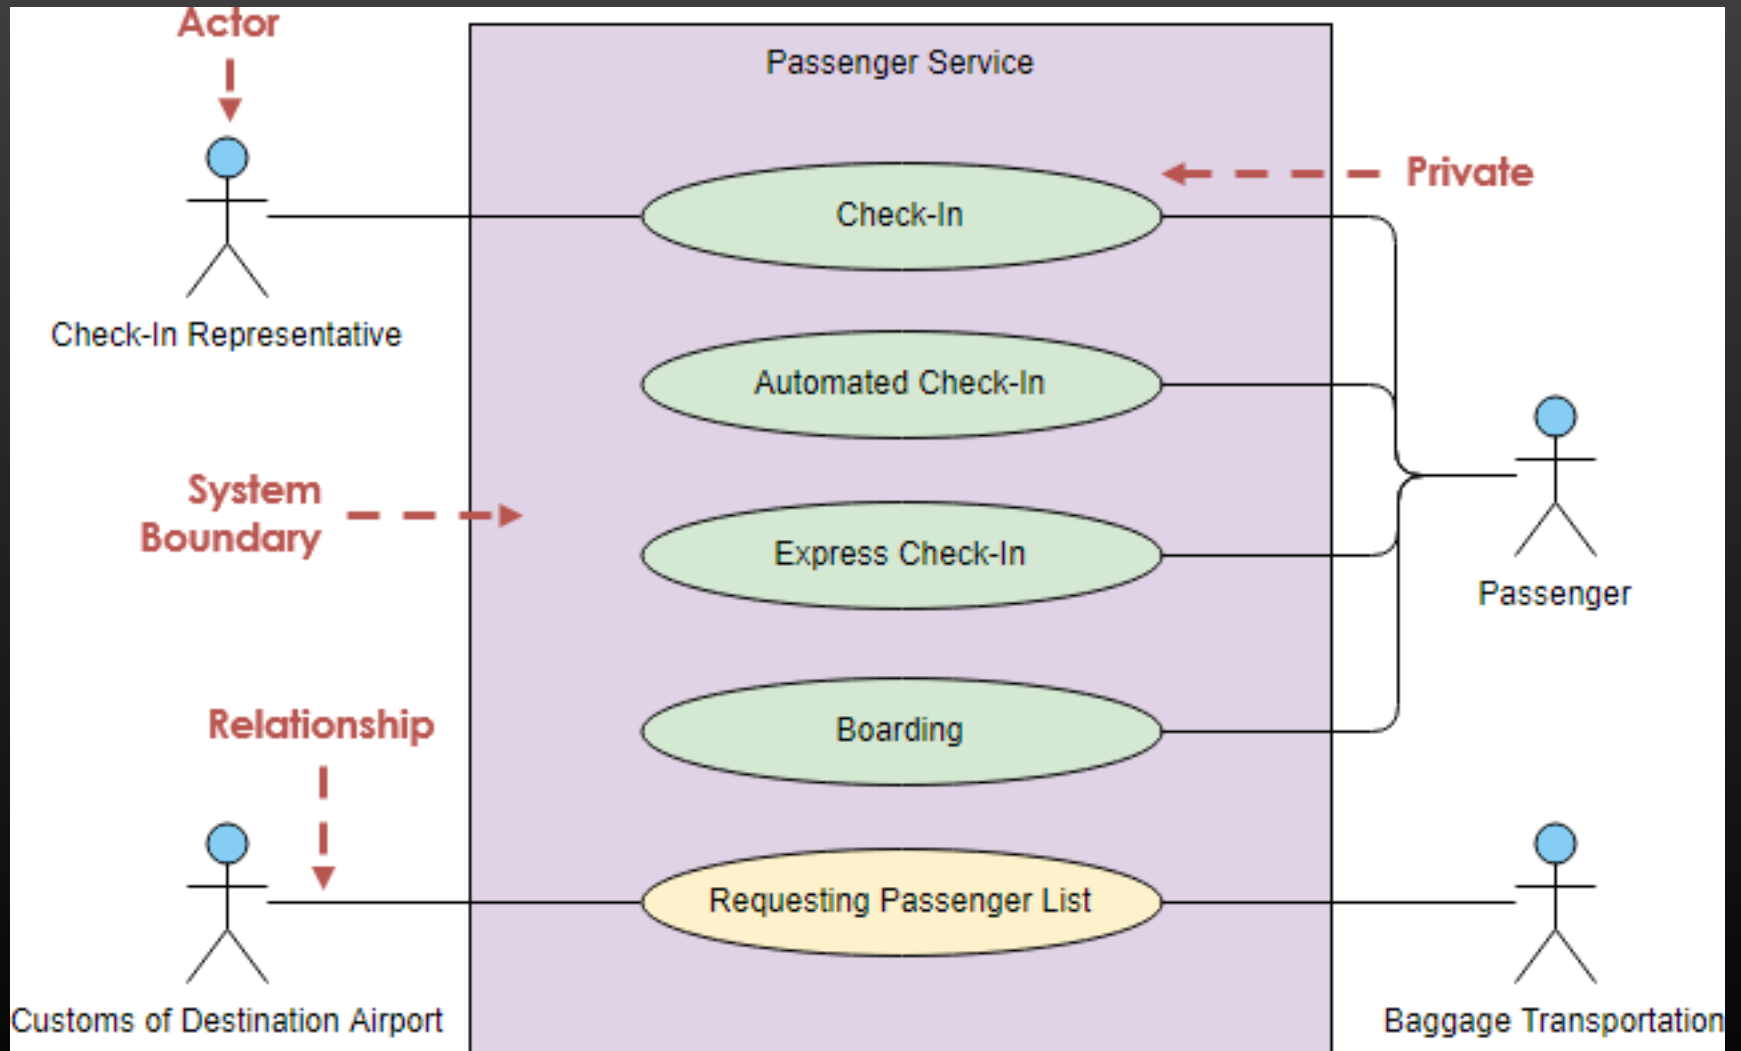 Actor
Passenger Service
Private
Check-In
Check-In Representative
Automated Check-In
System
Boundary
Express Check-In
Passenger
Relationship
Boarding
Requesting Passenger List
Customs of Destination Airport
Baggage Transportation